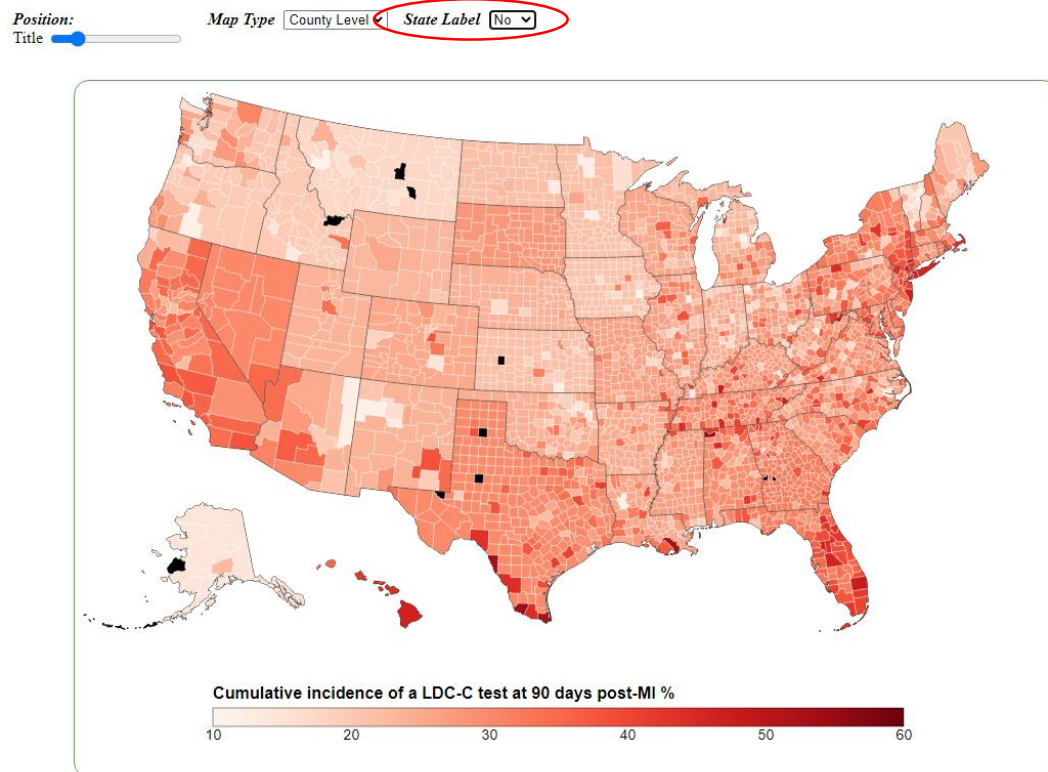 Position: Map Type County Level State Label No
Title
Cumulative incidence of a LDC-C test at 90 days post-MI %
10 20 30 40 50 60